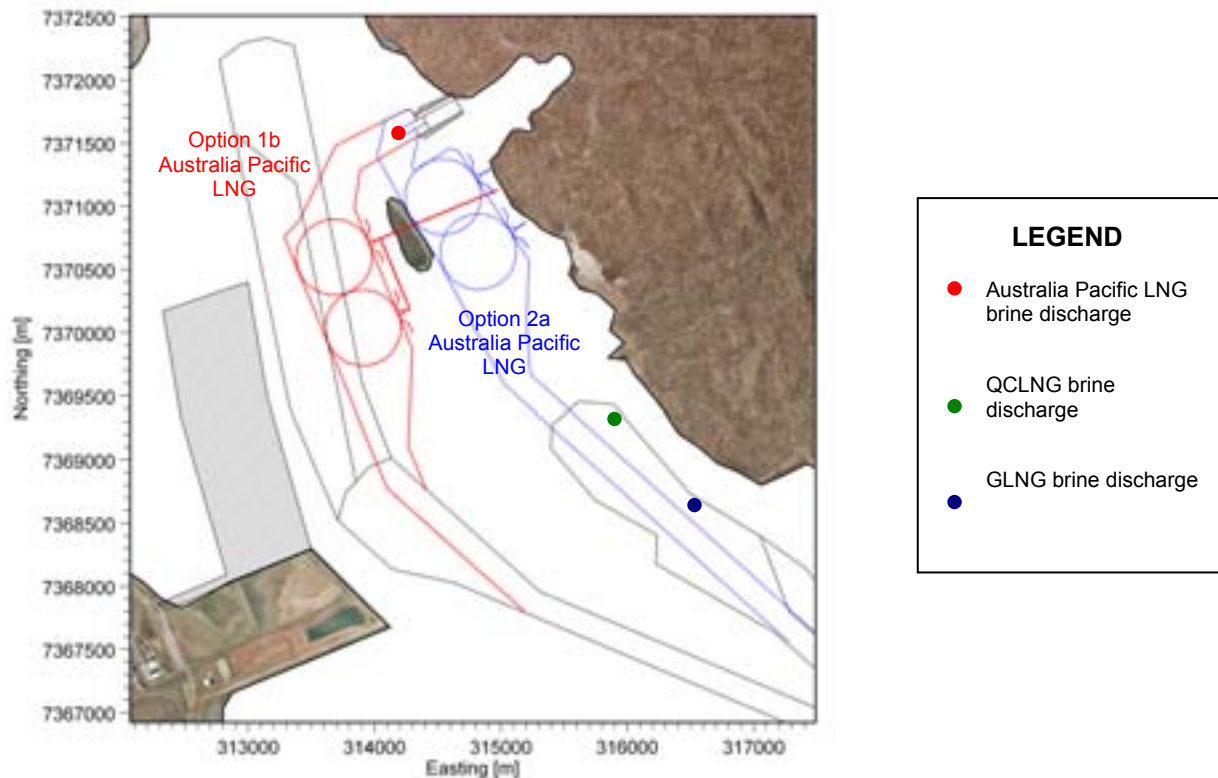 7372500
7372000
7371500
7371000
7370500
7370000
7369500
7369000
7368500
7368000
7367500
7367000
Northing [m]
Option 1b
Australia Pacific
LNG
Option 2a
Australia Pacific
LNG
313000
314000
315000
316000
317000
Easting [m]
LEGEND
Australia Pacific LNG
brine discharge
QCLNG brine
discharge
GLNG brine discharge